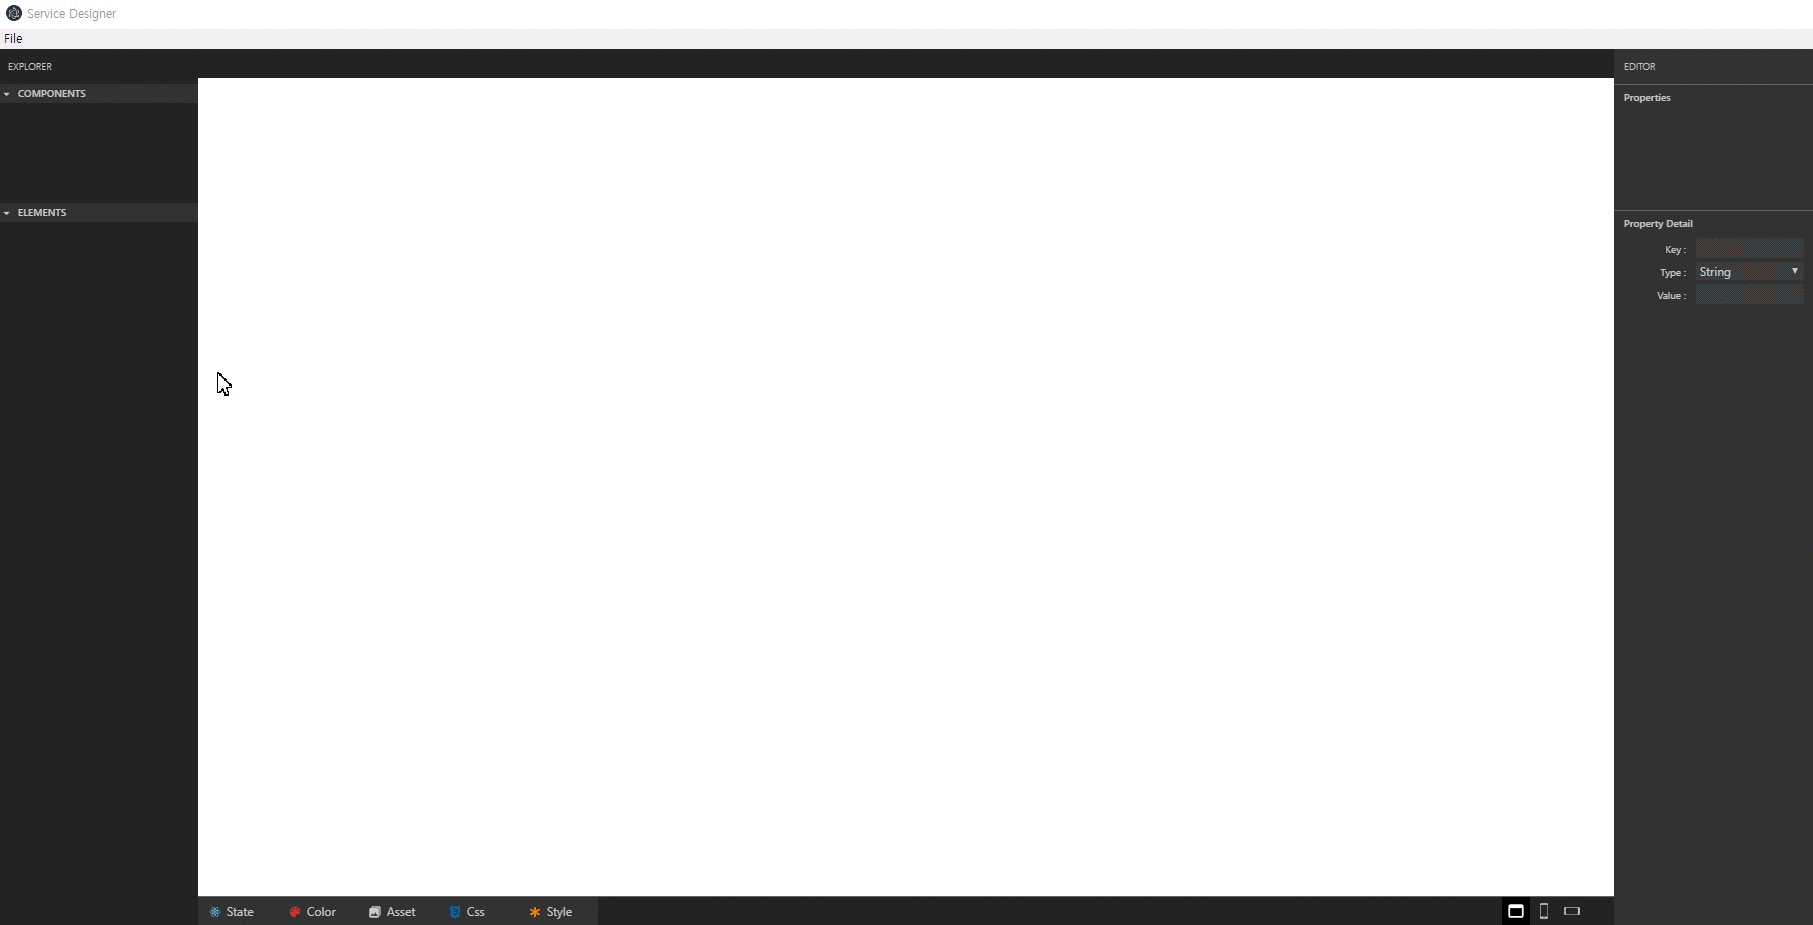 Service Designer
File
EXPLORER
COMPONENTS
ELEMENTS
EDITOR
Properties
Property Detail
Key :
Type : String
Value :
State Color Asset Css Style